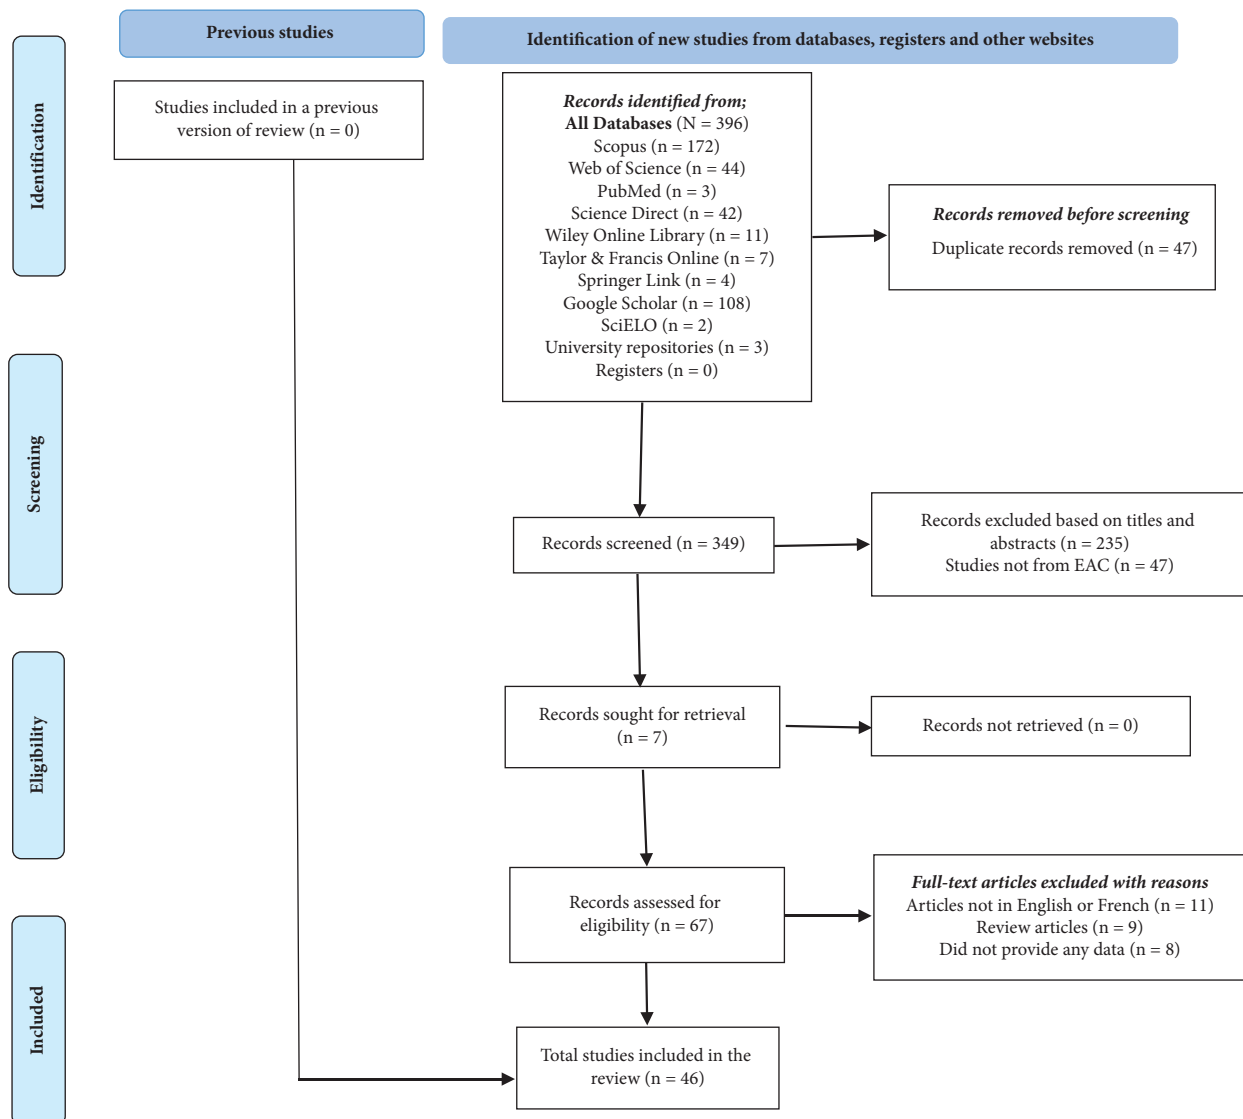 Previous studies
Identification of new studies from databases, registers and other websites
Identification
Studies included in a previous
version of review (n = 0)
Records identified from;
All Databases (N = 396)
Scopus (n = 172)
Web of Science (n = 44)
PubMed (n = 3)
Science Direct (n = 42)
Wiley Online Library (n = 11)
Taylor & Francis Online (n = 7)
Springer Link (n = 4)
Google Scholar (n = 108)
SciELO (n = 2)
University repositories (n = 3)
Registers (n = 0)
Records removed before screening
Duplicate records removed (n = 47)
Screening
Records screened (n = 349)
Records excluded based on titles and
abstracts (n = 235)
Studies not from EAC (n = 47)
Eligibility
Records sought for retrieval
(n = 7)
Records not retrieved (n = 0)
Records assessed for
eligibility (n = 67)
Full-text articles excluded with reasons
Articles not in English or French (n = 11)
Review articles (n = 9)
Did not provide any data (n = 8)
Included
Total studies included in the
review (n = 46)